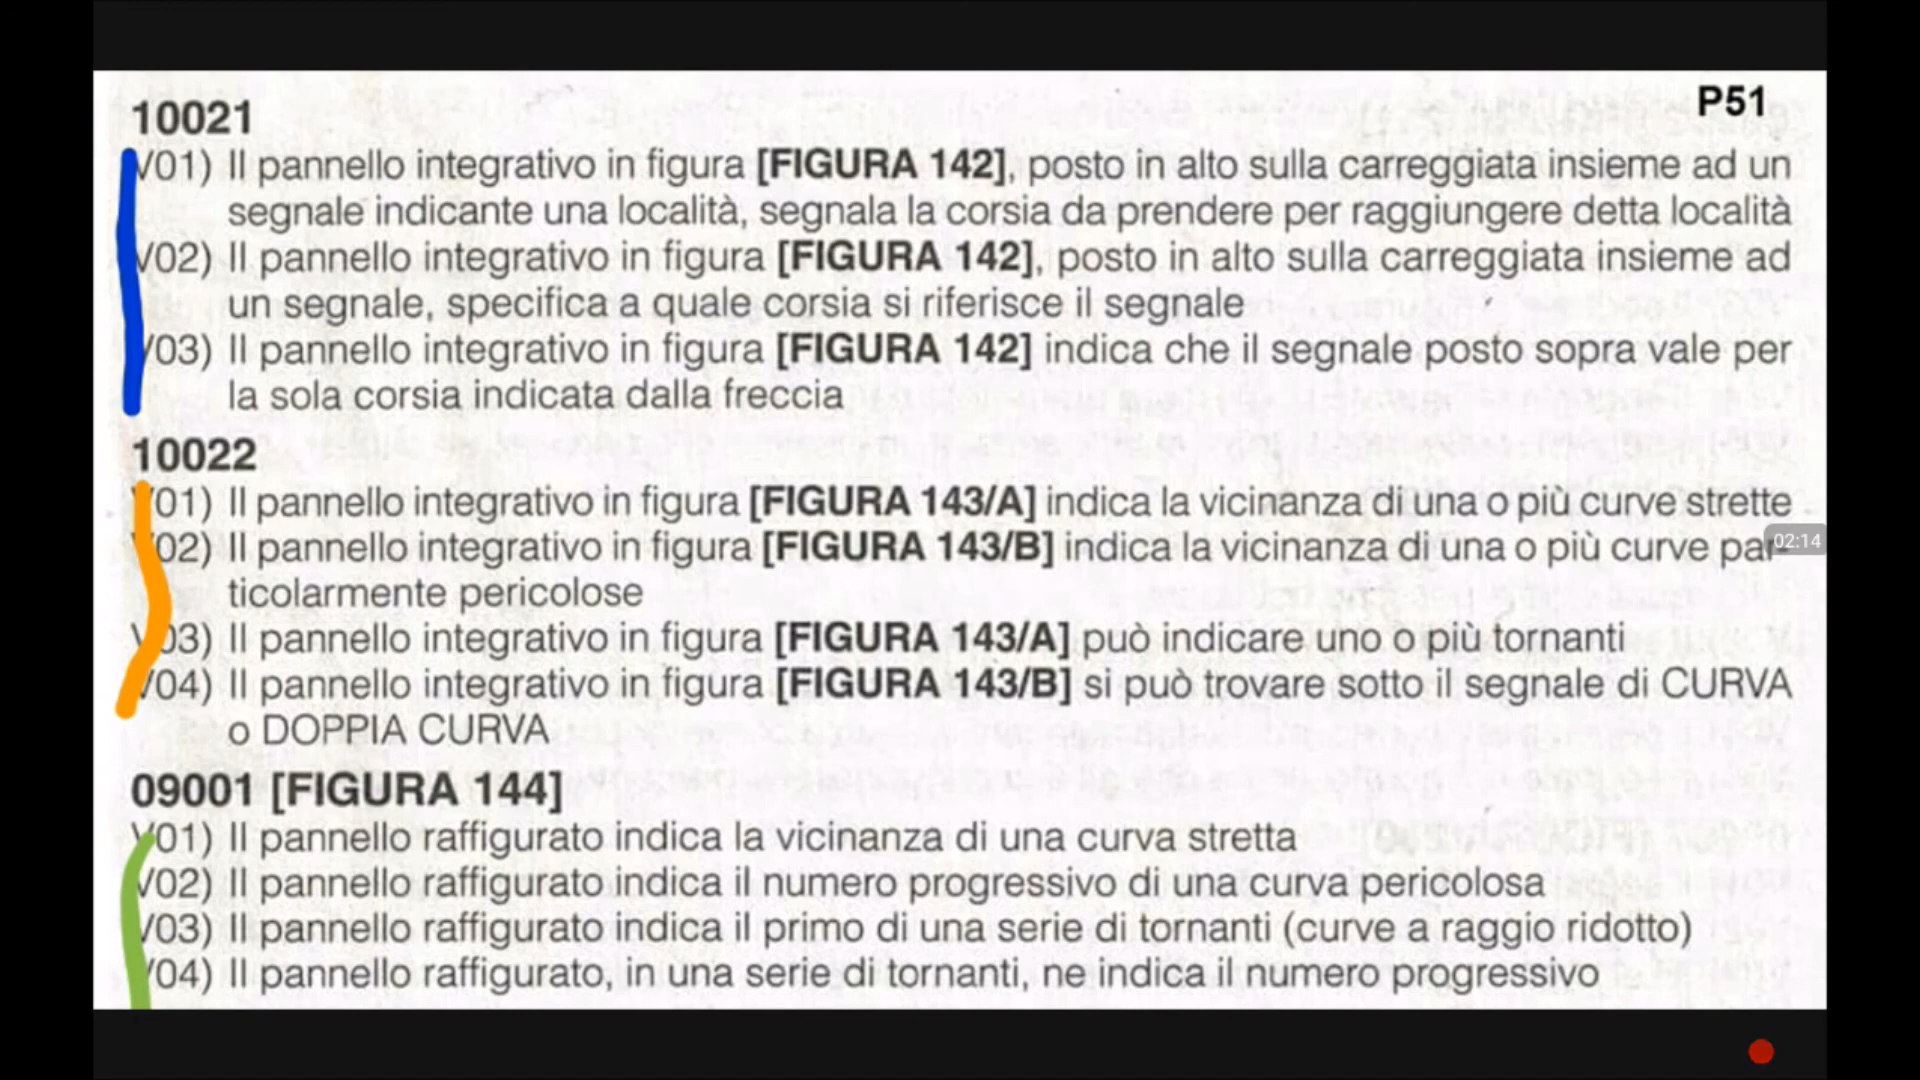 P51
10021
V01) Il pannello integrativo in figura [FIGURA 142], posto in alto sulla carreggiata insieme ad un
segnale indicante una località, segnala la corsia da prendere per raggiungere detta località
V02) Il pannello integrativo in figura [FIGURA 142], posto in alto sulla carreggiata insieme ad
un segnale, specifica a quale corsia si riferisce il segnale
V03) Il pannello integrativo in figura [FIGURA 142] indica che il segnale posto sopra vale per
la sola corsia indicata dalla freccia
10022
V01) Il pannello integrativo in figura [FIGURA 143/A] indica la vicinanza di una o più curve strette
V02) Il pannello integrativo in figura [FIGURA 143/B] indica la vicinanza di una o più curve par-
02:14
ticolarmente pericolose
V03) Il pannello integrativo in figura [FIGURA 143/A] può indicare uno o più tornanti
V04) Il pannello integrativo in figura [FIGURA 143/B] si può trovare sotto il segnale di CURVA
o DOPPIA CURVA
09001 [FIGURA 144]
V01) Il pannello raffigurato indica la vicinanza di una curva stretta
V02) Il pannello raffigurato indica il numero progressivo di una curva pericolosa
V03) Il pannello raffigurato indica il primo di una serie di tornanti (curve a raggio ridotto)
V04) Il pannello raffigurato, in una serie di tornanti, ne indica il numero progressivo